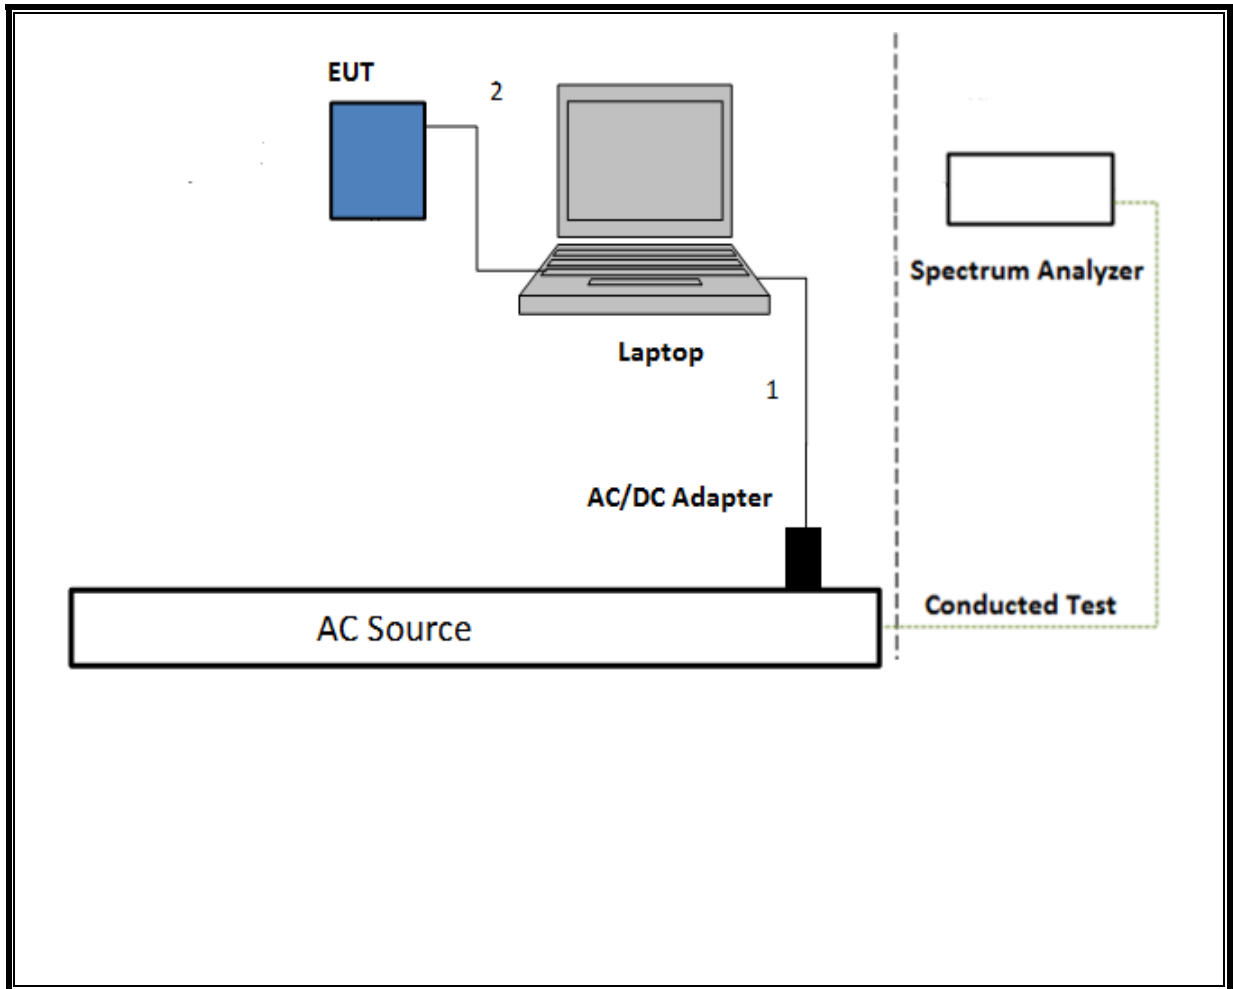 EUT
2
Spectrum Analyzer
Laptop
1
AC/DC Adapter
Conducted Test
AC Source